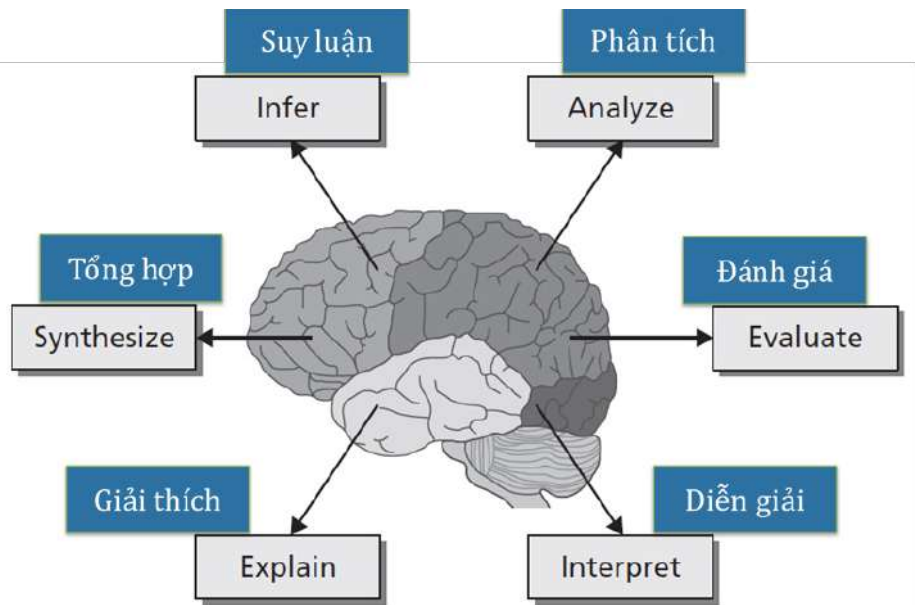 Suy luận
Infer
Phân tích
Analyze
Tổng hợp
Synthesize
Đánh giá
Evaluate
Giải thích
Explain
Diễn giải
Interpret